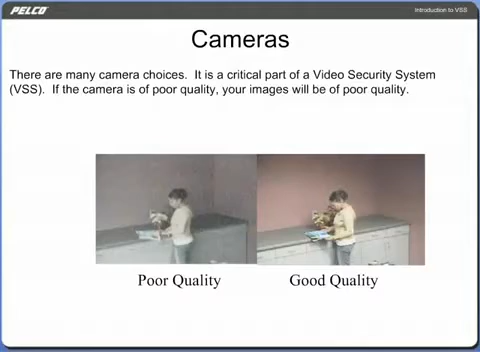 PELCO
Introduction to VSS
Cameras
There are many camera choices. It is a critical part of a Video Security System
(VSS). If the camera is of poor quality, your images will be of poor quality.
Poor Quality
Good Quality